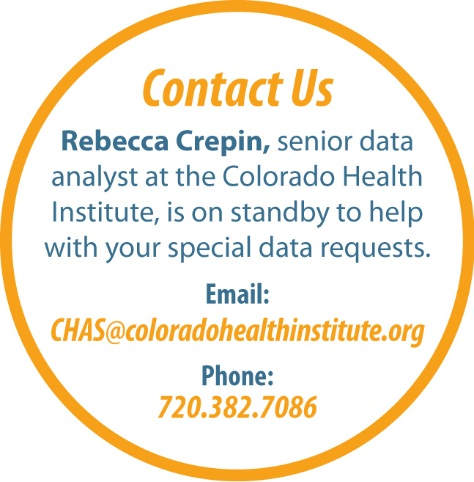 Contact Us
Rebecca Crepin, senior data
analyst at the Colorado Health
Institute, is on standby to help
with your special data requests.
Email:
CHAS@coloradohealthinstitute.org
Phone:
720.382.7086